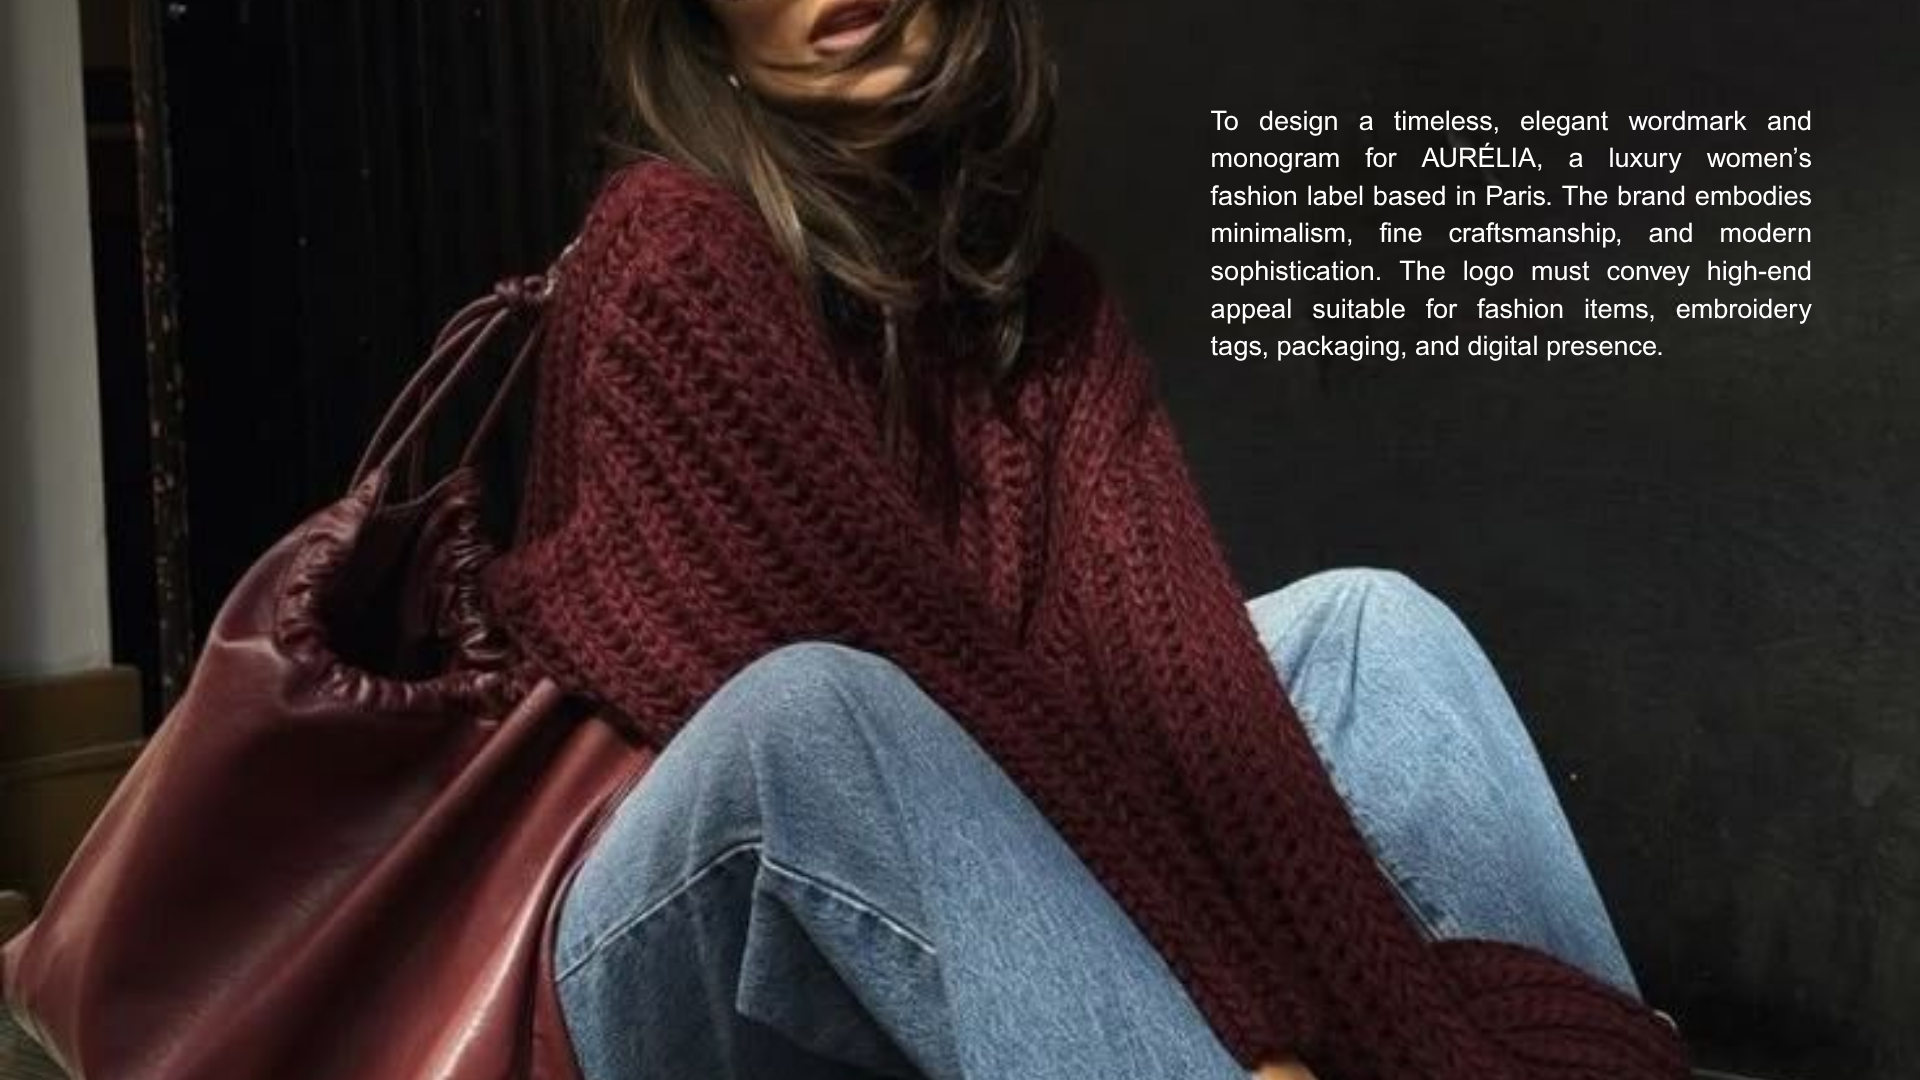 To design a timeless, elegant wordmark and
monogram for AURÉLIA, a luxury women’s
fashion label based in Paris. The brand embodies
minimalism, fine craftsmanship, and modern
sophistication. The logo must convey high-end
appeal suitable for fashion items, embroidery
tags, packaging, and digital presence.